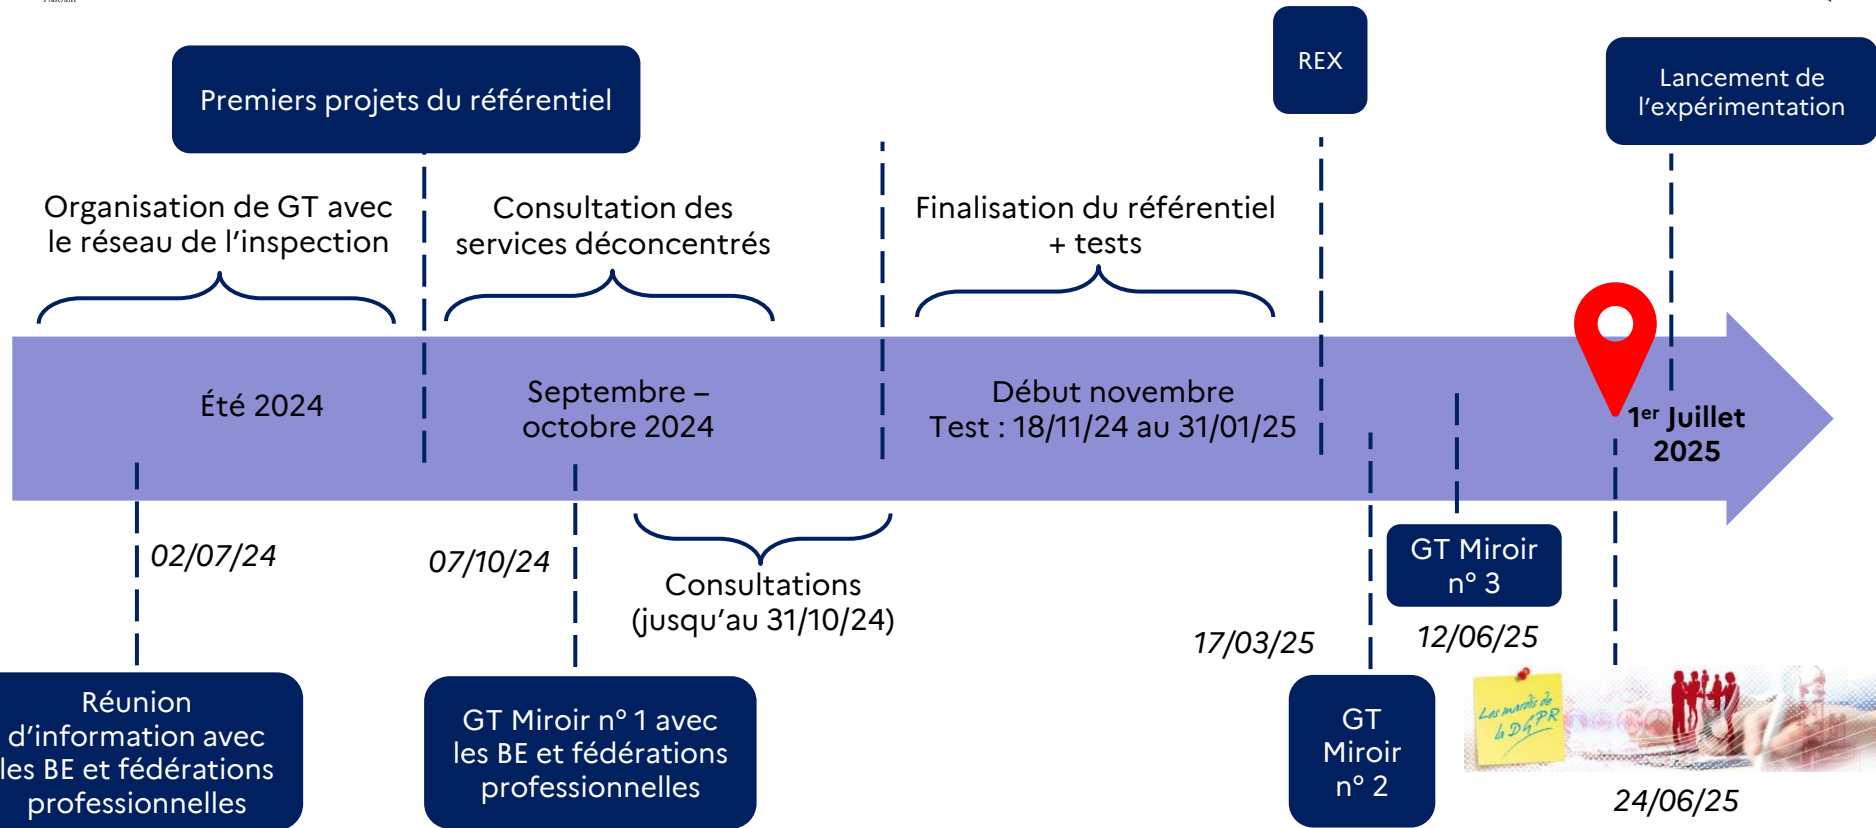 Premiers projets du référentiel
REX
Lancement de
l’expérimentation
Organisation de GT avec
le réseau de l’inspection
Consultation des
services déconcentrés
Finalisation du référentiel
+ tests
Été 2024
Septembre –
octobre 2024
Début novembre
Test : 18/11/24 au 31/01/25
1er Juillet
2025
02/07/24
07/10/24
Consultations
(jusqu’au 31/10/24)
17/03/25
GT Miroir
n° 3
12/06/25
Réunion
d’information avec
les BE et fédérations
professionnelles
GT Miroir n° 1 avec
les BE et fédérations
professionnelles
GT
Miroir
n° 2
Les mardis de
la DGPR
24/06/25